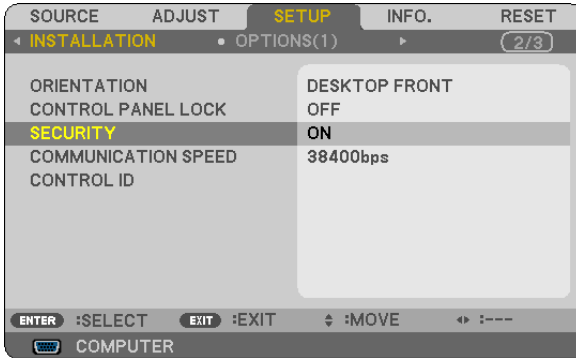 SOURCE ADJUST SETUP INFO. RESET
INSTALLATION OPTIONS(1) 2/3
ORIENTATION DESKTOP FRONT
CONTROL PANEL LOCK OFF
SECURITY ON
COMMUNICATION SPEED 38400bps
CONTROL ID
ENTER :SELECT EXIT :EXIT :MOVE :---
COMPUTER